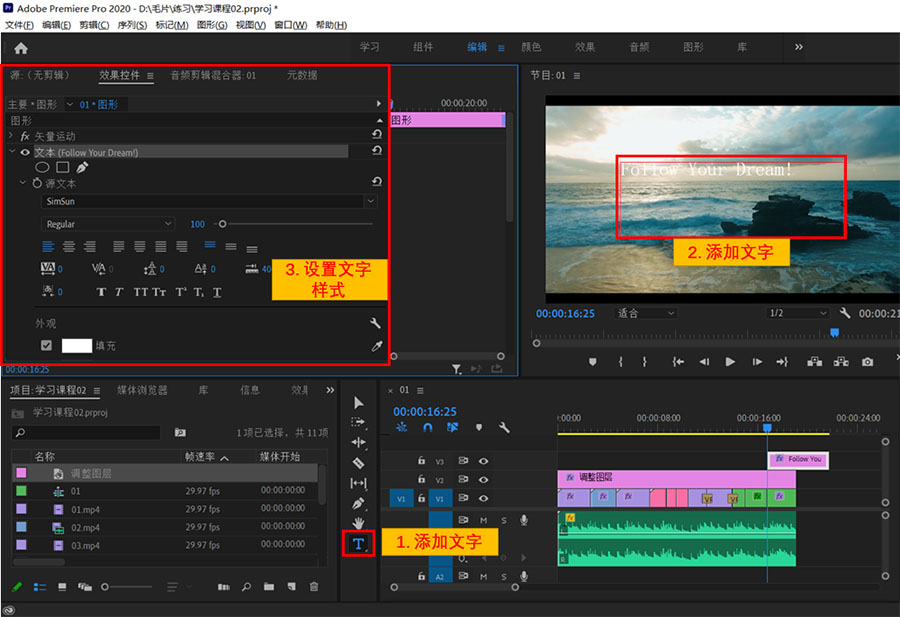 Adobe Premiere Pro 2020 - D:\毛片\练习\学习课程02.prproj *
文件(F) 编辑(E) 剪辑(C) 序列(S) 标记(M) 图形(G) 视图(V) 窗口(W) 帮助(H)
学习 组件 编辑 颜色 效果 音频 图形 库
源:（无剪辑） 效果控件 音频剪辑混合器: 01 元数据
主要 * 图形 01 * 图形
00:00:20:00
图形
图形
fx 矢量运动
文本 (Follow Your Dream!)
源文本
SimSun
Regular 100
VA 0 VA 0 0 0 40
0 T T TT Tt T¹ T₁ T
3. 设置文字
样式
外观
填充
00:00:16:25
节目: 01
Follow Your Dream!
2. 添加文字
00:00:16:25 适合 1/2 00:00:21
项目: 学习课程02 媒体浏览器 库 信息
学习课程02.prproj
1 项已选择，共 11 项
名称 帧速率 媒体开始
调整图层
01 29.97 fps 00:00:00:00
01.mp4 29.97 fps 00:00:00:00
02.mp4 29.97 fps 00:00:00:00
03.mp4 29.97 fps 00:00:00:00
T
1. 添加文字
× 01
00:00:16:25
:00:00 00:00:08:00 00:00:16:00 00:00:24:00
V3 fx Follow You
V2 fx 调整图层
V1 V1 fx fx fx fx fx
M S fx
A2 M S